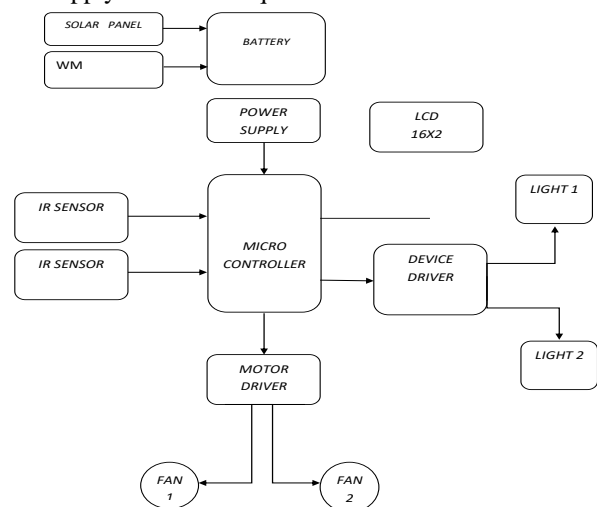 SOLAR PANEL
BATTERY
WM
POWER
SUPPLY
LCD
16X2
LIGHT 1
IR SENSOR
MICRO
CONTROLLER
IR SENSOR
DEVICE
DRIVER
LIGHT 2
MOTOR
DRIVER
FAN
1
FAN
2